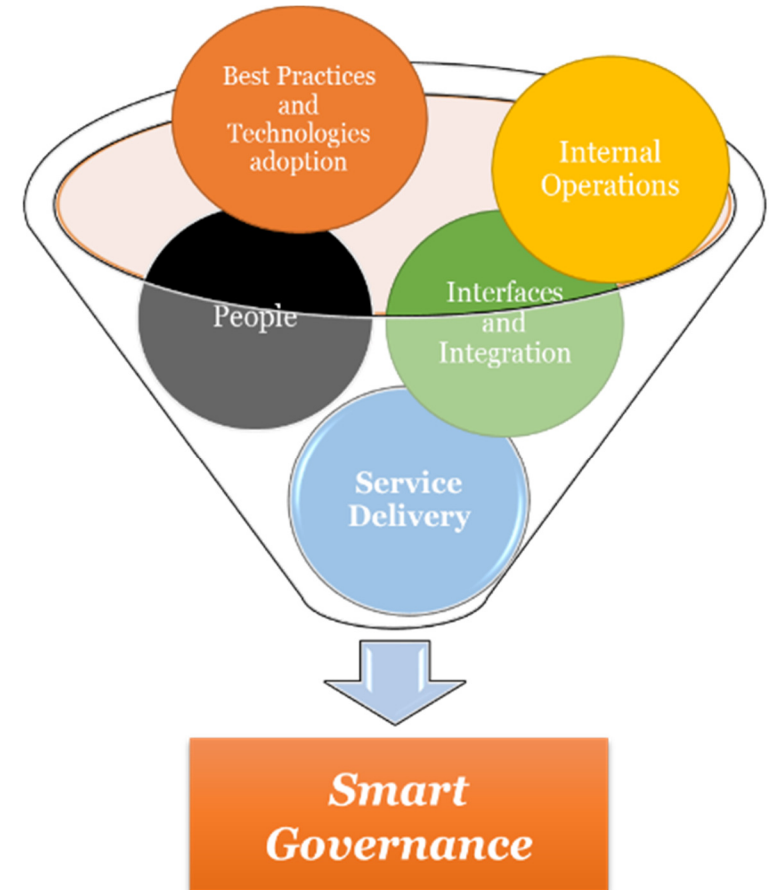 Best Practices
and
Technologies
adoption
Internal
Operations
People
Interfaces
and
Integration
Service
Delivery
Smart
Governance